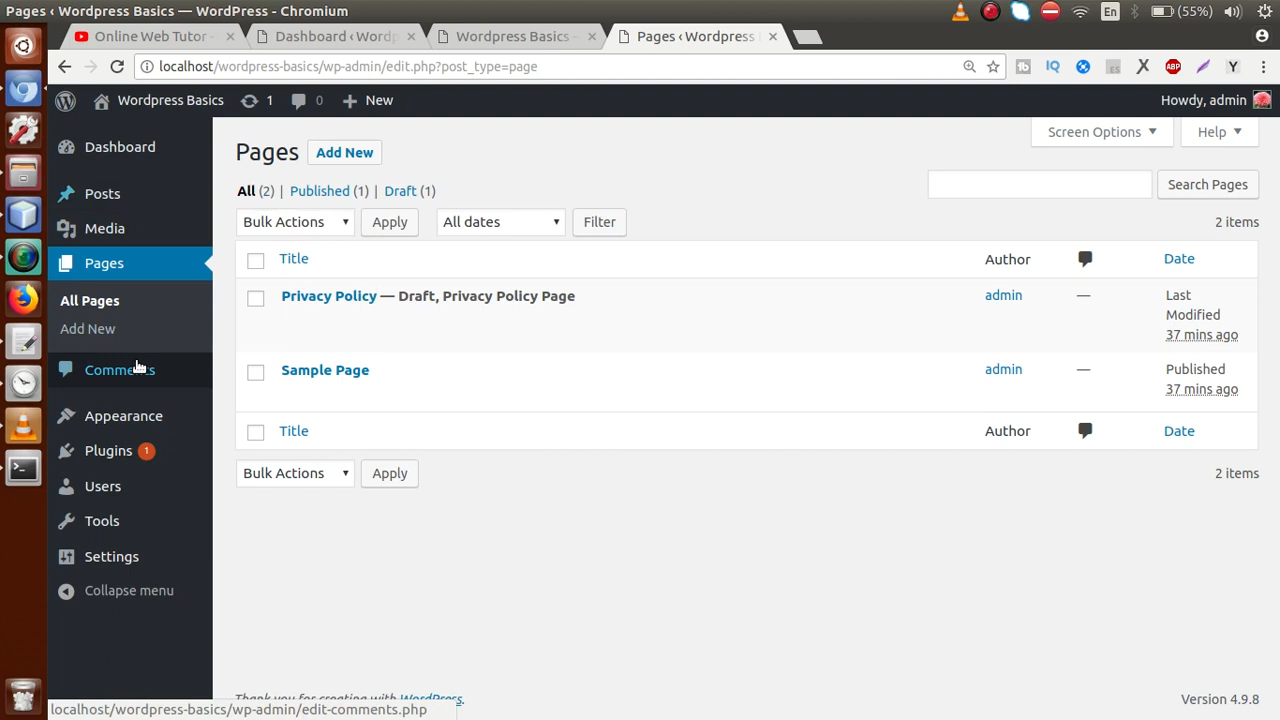 Pages ‹ Wordpress Basics — WordPress - Chromium
En
(55%)
Online Web Tutor -
Dashboard ‹ Wordp
Wordpress Basics –
Pages ‹ Wordpress
localhost/wordpress-basics/wp-admin/edit.php?post_type=page
fb
IQ
ES
X
ABP
Y
Wordpress Basics
1
0
New
Howdy, admin
Dashboard
Posts
Media
Pages
All Pages
Add New
Comments
Appearance
Plugins 1
Users
Tools
Settings
Collapse menu
Screen Options
Help
Pages
Add New
All (2) | Published (1) | Draft (1)
Search Pages
Bulk Actions
Apply
All dates
Filter
2 items
Title
Author
Date
Privacy Policy — Draft, Privacy Policy Page
admin
—
Last
Modified
37 mins ago
Sample Page
admin
—
Published
37 mins ago
Title
Author
Date
Bulk Actions
Apply
2 items
Thank you for creating with WordPress.
Version 4.9.8
localhost/wordpress-basics/wp-admin/edit-comments.php